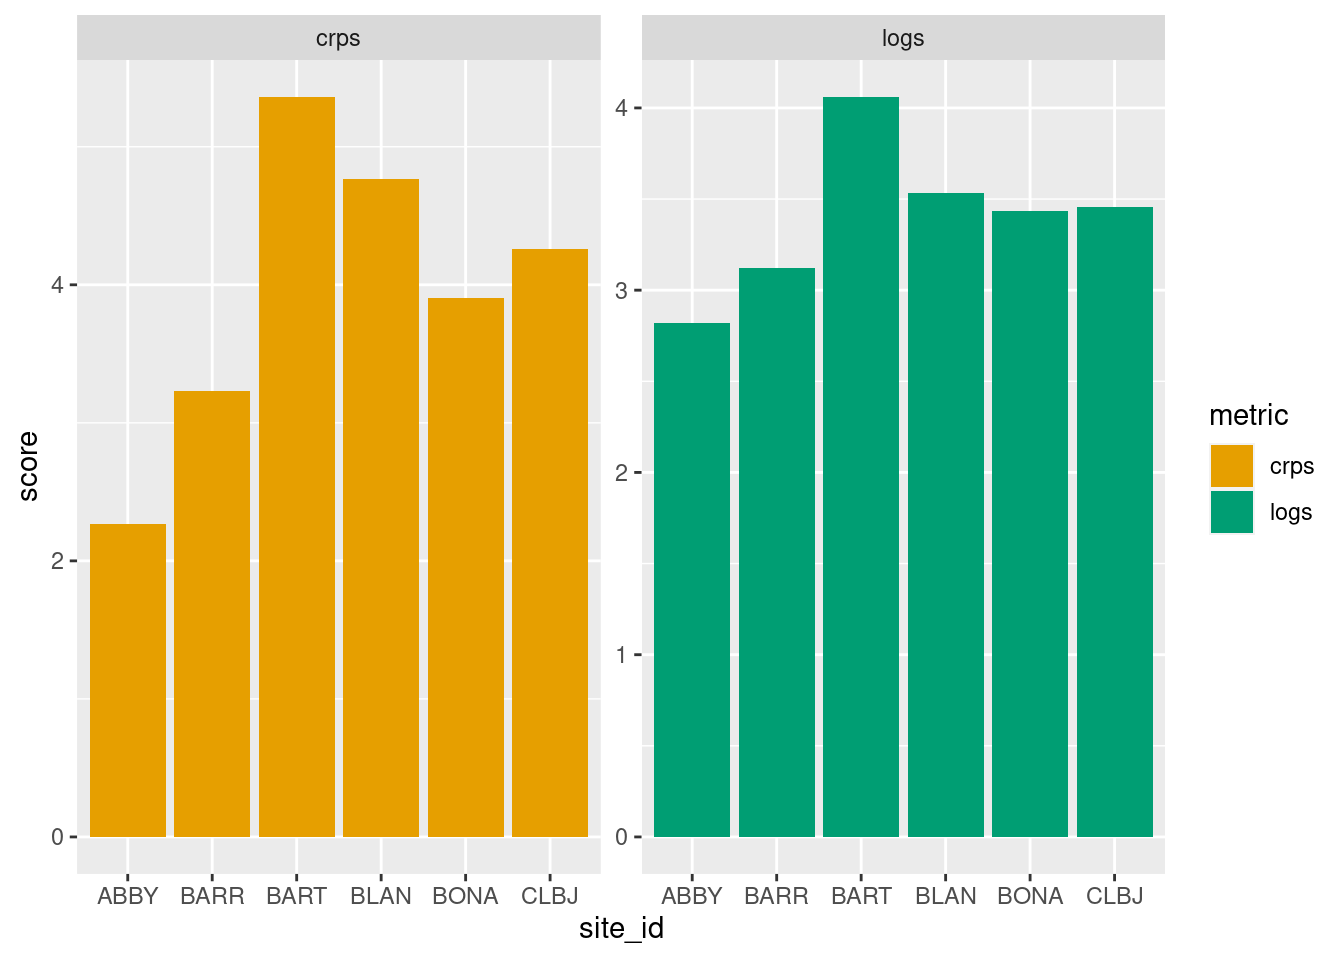 crps
logs
score
4
2
0
4
3
2
1
0
ABBY BARR BART BLAN BONA CLBJ
ABBY BARR BART BLAN BONA CLBJ
site_id
metric
crps
logs